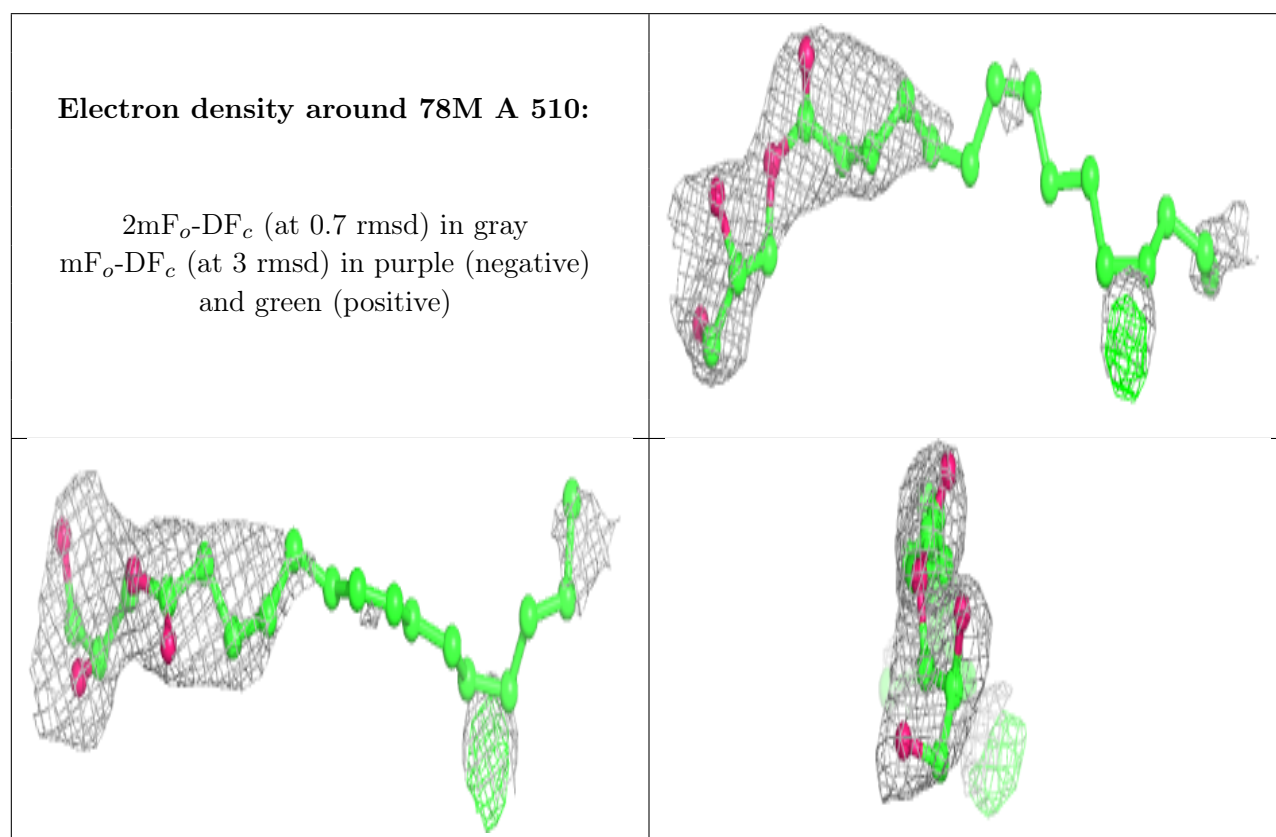 Electron density around 78M A 510:
2mFo-DFc (at 0.7 rmsd) in gray
mFo-DFc (at 3 rmsd) in purple (negative)
and green (positive)